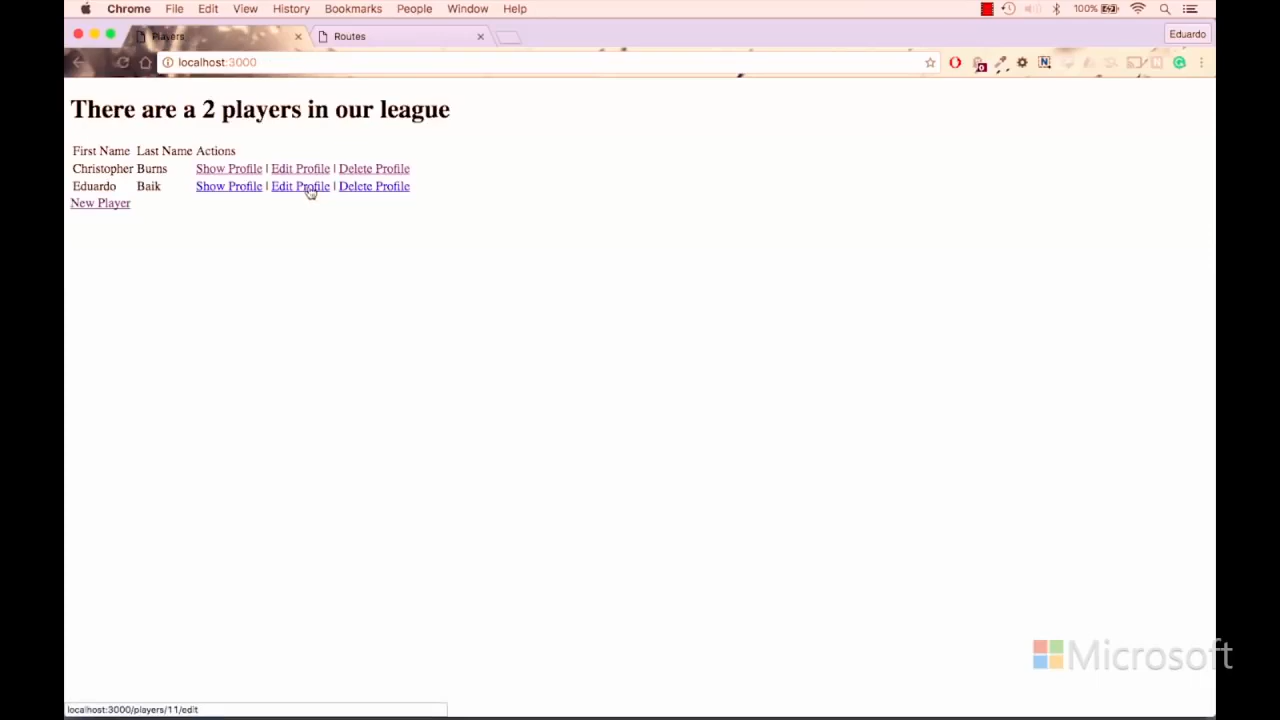 Chrome File Edit View History Bookmarks People Window Help 100%
Players Routes Eduardo
localhost:3000
There are a 2 players in our league
First Name Last Name Actions
Christopher Burns Show Profile | Edit Profile | Delete Profile
Eduardo Baik Show Profile | Edit Profile | Delete Profile
New Player
Microsoft
localhost:3000/players/11/edit